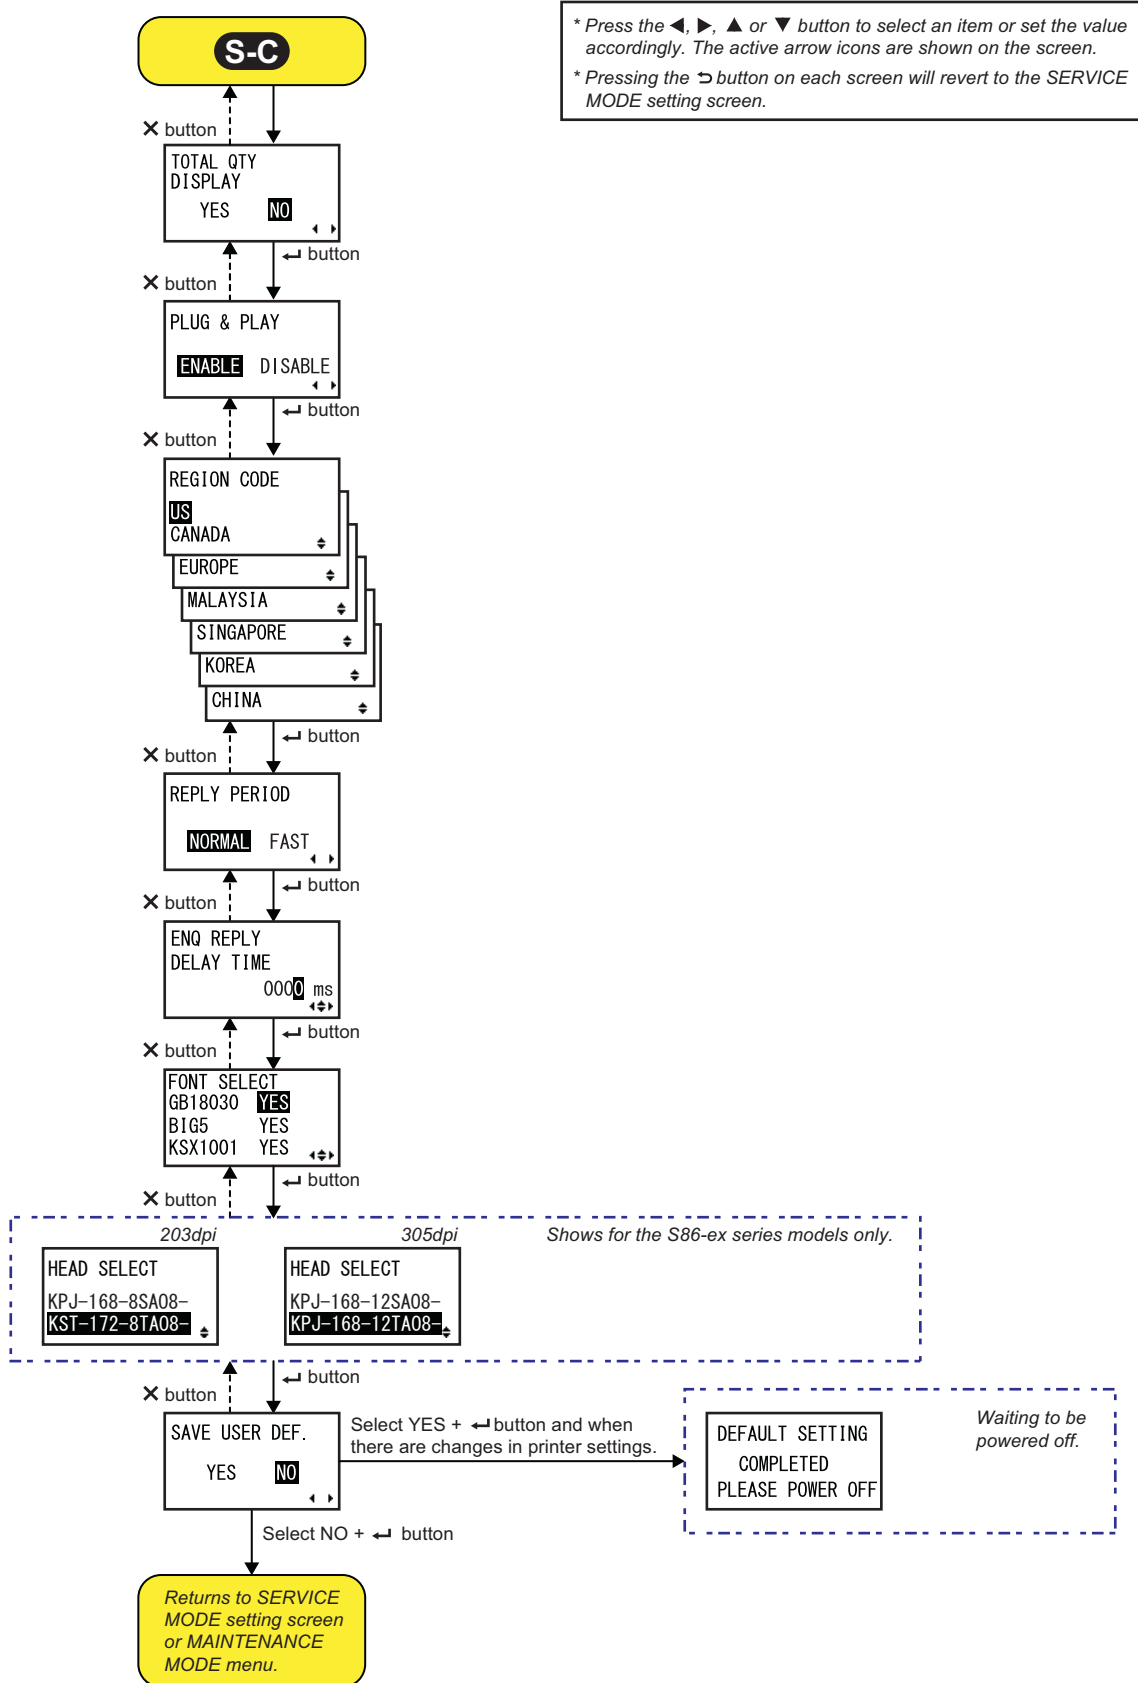 * Press the ◀, ▶, ▲ or ▼ button to select an item or set the value
accordingly. The active arrow icons are shown on the screen.
* Pressing the ⮌ button on each screen will revert to the SERVICE
MODE setting screen.
S-C
✕ button
TOTAL QTY
DISPLAY
YES NO
↵ button
✕ button
PLUG & PLAY
ENABLE DISABLE
↵ button
✕ button
REGION CODE
US
CANADA
EUROPE
MALAYSIA
SINGAPORE
KOREA
CHINA
↵ button
✕ button
REPLY PERIOD
NORMAL FAST
↵ button
✕ button
ENQ REPLY
DELAY TIME
0000 ms
↵ button
✕ button
FONT SELECT
GB18030 YES
BIG5 YES
KSX1001 YES
↵ button
✕ button
203dpi
305dpi
Shows for the S86-ex series models only.
HEAD SELECT
KPJ-168-8SA08-
KST-172-8TA08-
HEAD SELECT
KPJ-168-12SA08-
KPJ-168-12TA08-
↵ button
✕ button
SAVE USER DEF.
YES NO
Select YES + ↵ button and when
there are changes in printer settings.
DEFAULT SETTING
COMPLETED
PLEASE POWER OFF
Waiting to be
powered off.
Select NO + ↵ button
Returns to SERVICE
MODE setting screen
or MAINTENANCE
MODE menu.